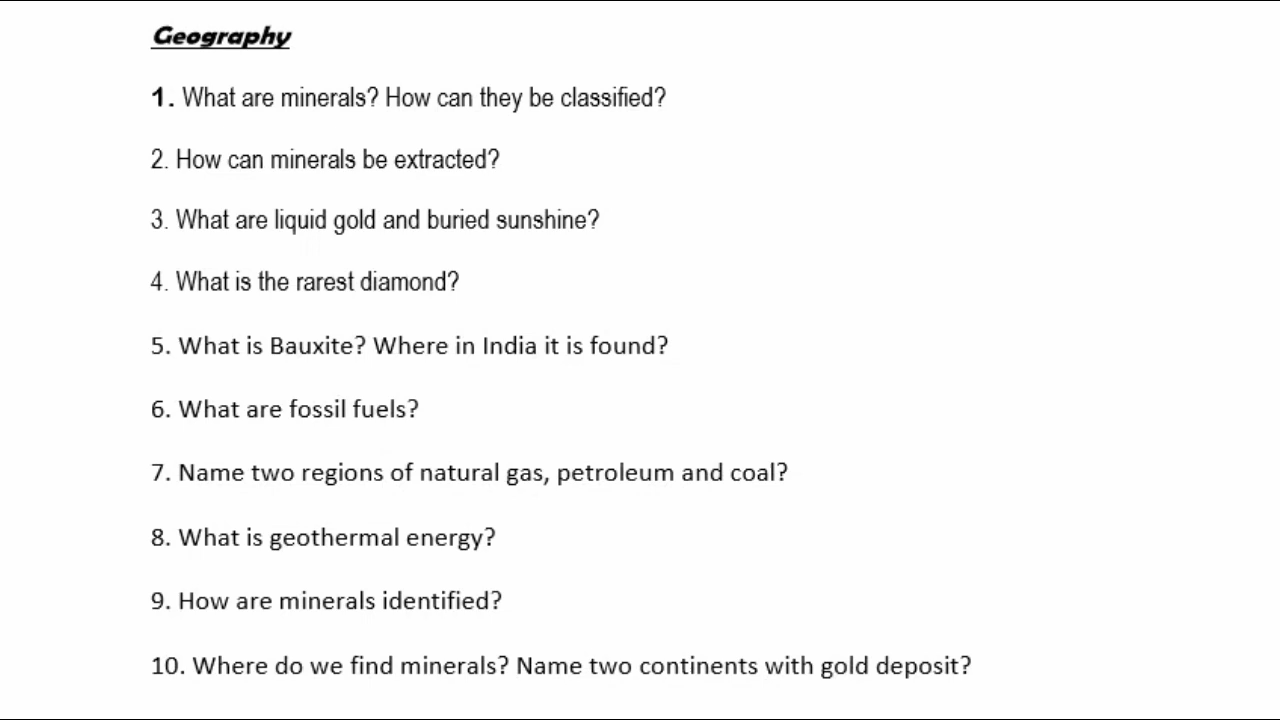 Geography
1. What are minerals? How can they be classified?
2. How can minerals be extracted?
3. What are liquid gold and buried sunshine?
4. What is the rarest diamond?
5. What is Bauxite? Where in India it is found?
6. What are fossil fuels?
7. Name two regions of natural gas, petroleum and coal?
8. What is geothermal energy?
9. How are minerals identified?
10. Where do we find minerals? Name two continents with gold deposit?